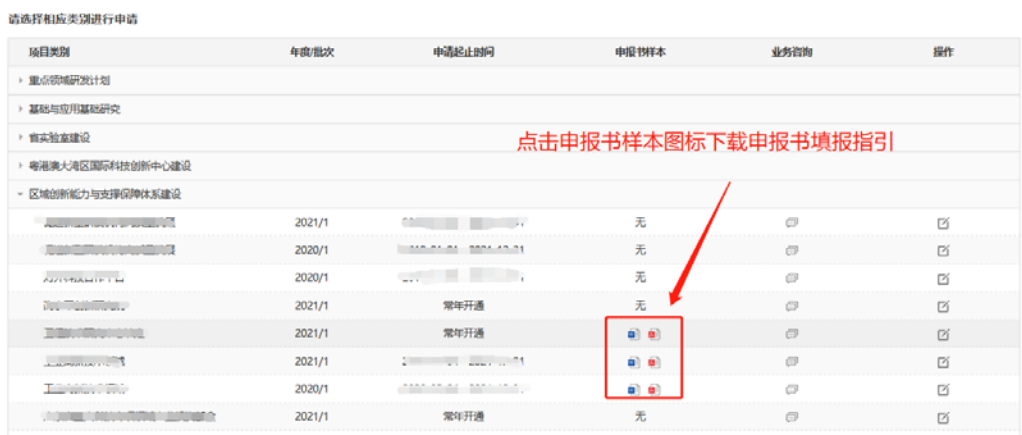 请选择相应类别进行申请
项目类别 年度/批次 申请起止时间 申报书样本 业务咨询 操作
重点领域研发计划
基础与应用基础研究
省实验室建设
点击申报书样本图标下载申报书填报指引
粤港澳大湾区国际科技创新中心建设
区域创新能力与支撑保障体系建设
2021/1 无
2020/1 无
2020/1 无
2021/1 常年开通 无
2021/1 常年开通
2021/1
2020/1
2021/1 常年开通 无